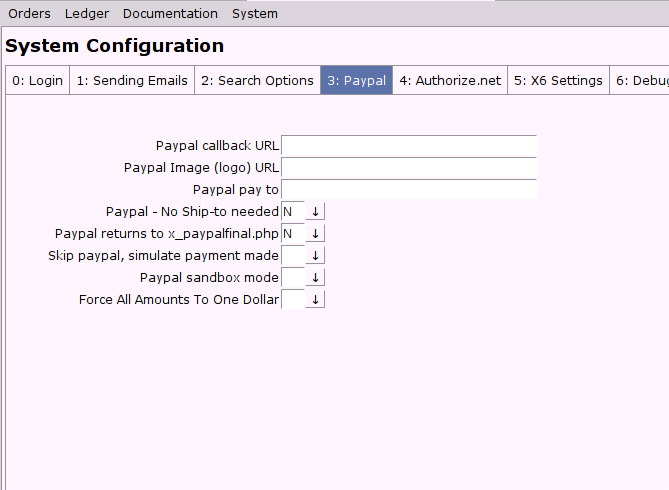 Orders Ledger Documentation System
System Configuration
0: Login 1: Sending Emails 2: Search Options 3: Paypal 4: Authorize.net 5: X6 Settings 6: Debug
Paypal callback URL
Paypal Image (logo) URL
Paypal pay to
Paypal - No Ship-to needed N ↓
Paypal returns to x_paypalfinal.php N ↓
Skip paypal, simulate payment made ↓
Paypal sandbox mode ↓
Force All Amounts To One Dollar ↓